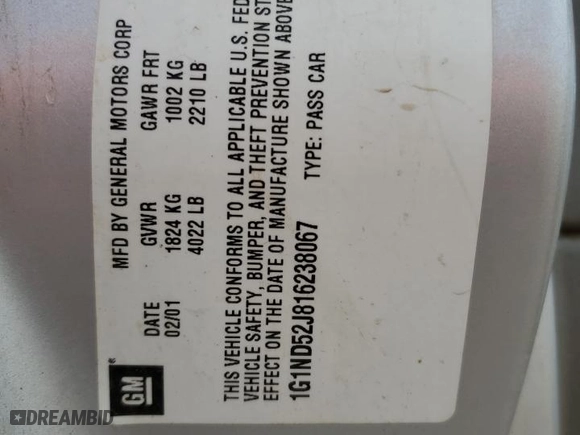 MFD BY GENERAL MOTORS CORP
DATE GVWR GAWR FRT
02/01 1824 KG 1002 KG
4022 LB 2210 LB
GM®
THIS VEHICLE CONFORMS TO ALL APPLICABLE U.S. FED
VEHICLE SAFETY, BUMPER, AND THEFT PREVENTION ST
EFFECT ON THE DATE OF MANUFACTURE SHOWN ABOVE
1G1ND52J816238067 TYPE: PASS CAR
DREAMBID